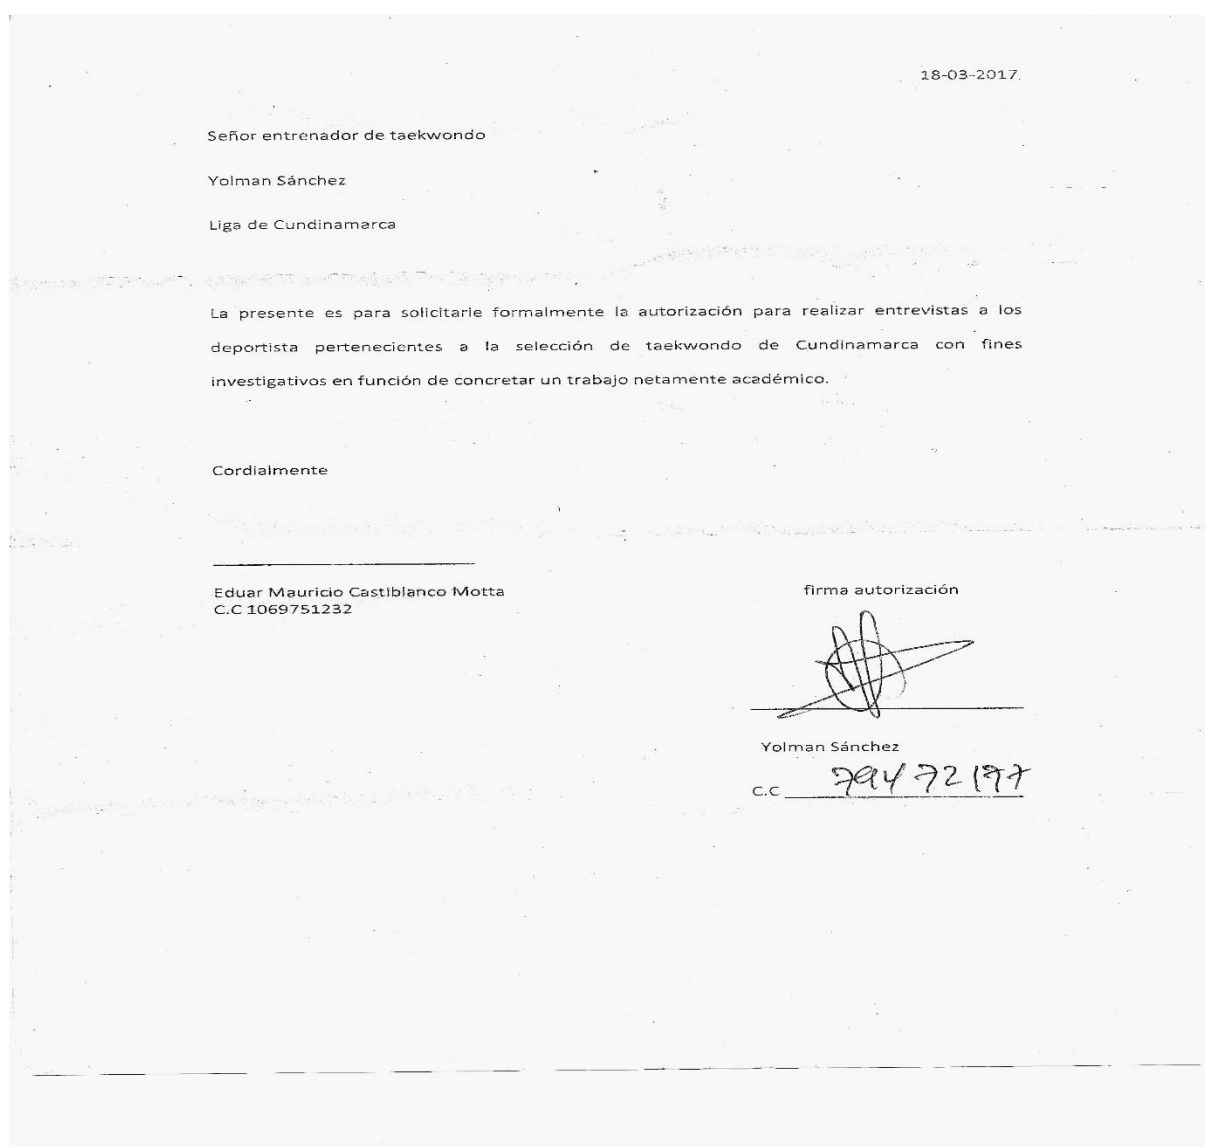 18-03-2017
Señor entrenador de taekwondo
Yolman Sánchez
Liga de Cundinamarca
La presente es para solicitarle formalmente la autorización para realizar entrevistas a los
deportista pertenecientes a la selección de taekwondo de Cundinamarca con fines
investigativos en función de concretar un trabajo netamente académico.
Cordialmente
Eduar Mauricio Castiblanco Motta
C.C 1069751232
firma autorización
Yolman Sánchez
C.C 79472197